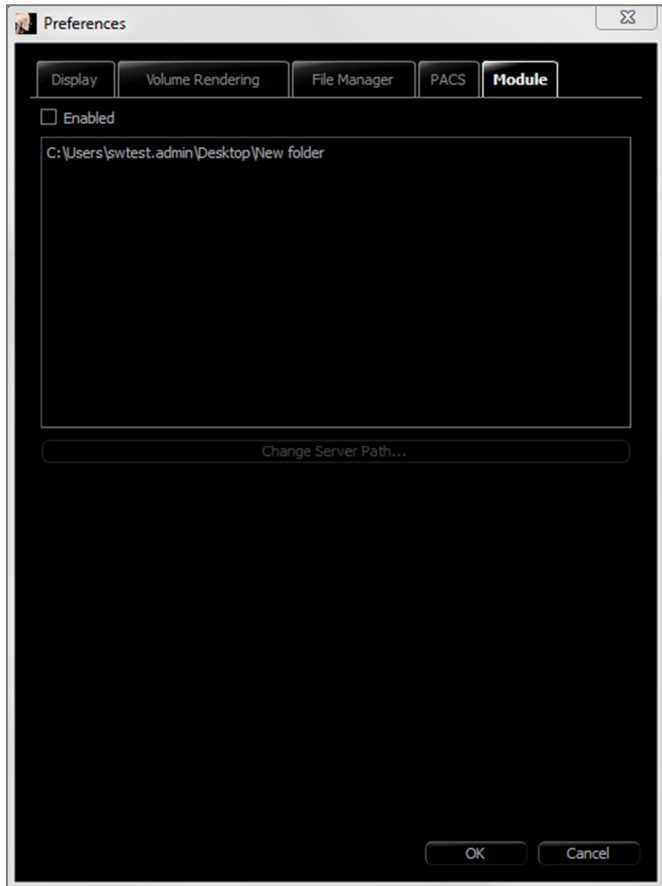 Preferences
Display Volume Rendering File Manager PACS Module
Enabled
C:\Users\swtest.admin\Desktop\New folder
Change Server Path...
OK Cancel